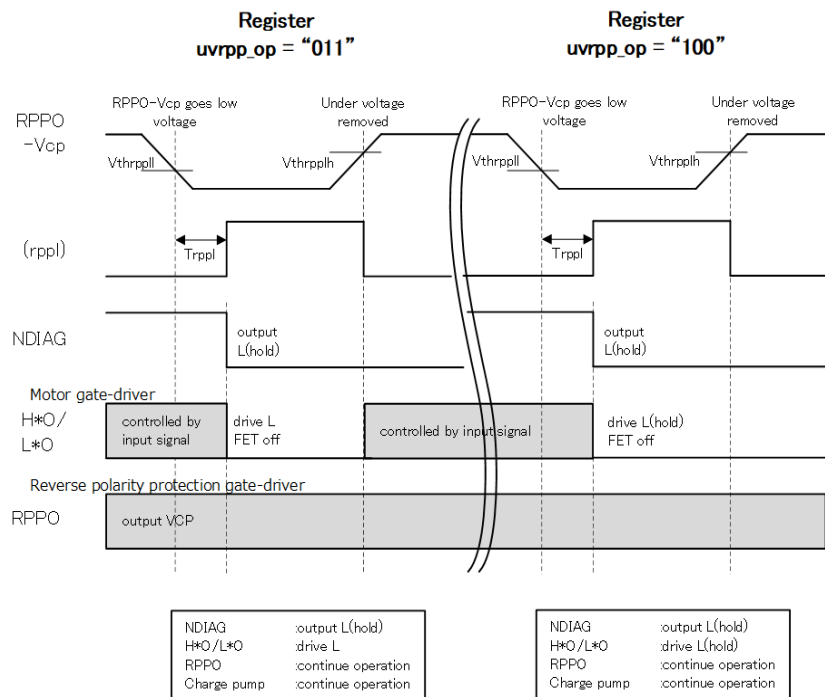 Register
uvrpp_op = “011”
Register
uvrpp_op = “100”
RPPO-Vcp goes low
voltage
Under voltage
removed
RPPO-Vcp goes low
voltage
Under voltage
removed
RPPO
-Vcp
Vthrppll
Vthrpplh
Vthrppll
Vthrpplh
(rppl)
Trppl
Trppl
NDIAG
output
L(hold)
output
L(hold)
Motor gate-driver
H*O/
L*O
controlled by
input signal
drive L
FET off
controlled by input signal
drive L(hold)
FET off
Reverse polarity protection gate-driver
RPPO
output VCP
NDIAG :output L(hold)
H*O/L*O :drive L
RPPO :continue operation
Charge pump :continue operation
NDIAG :output L(hold)
H*O/L*O :drive L(hold)
RPPO :continue operation
Charge pump :continue operation